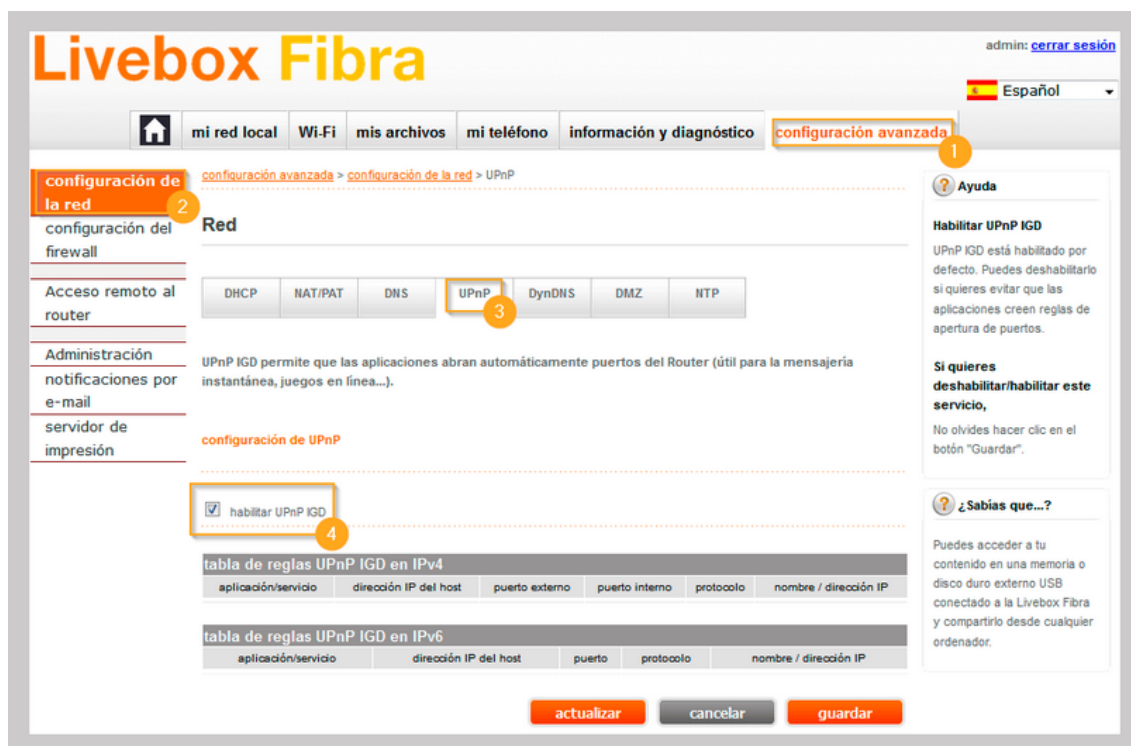 Livebox Fibra
admin: cerrar sesión
Español
mi red local
Wi-Fi
mis archivos
mi teléfono
información y diagnóstico
configuración avanzada
1
configuración de
la red
2
configuración del
firewall
Acceso remoto al
router
Administración
notificaciones por
e-mail
servidor de
impresión
configuración avanzada > configuración de la red > UPnP
Red
DHCP
NAT/PAT
DNS
UPnP
DynDNS
DMZ
NTP
3
UPnP IGD permite que las aplicaciones abran automáticamente puertos del Router (útil para la mensajería
instantánea, juegos en línea...).
configuración de UPnP
habilitar UPnP IGD
4
tabla de reglas UPnP IGD en IPv4
aplicación/servicio
dirección IP del host
puerto externo
puerto interno
protocolo
nombre / dirección IP
tabla de reglas UPnP IGD en IPv6
aplicación/servicio
dirección IP del host
puerto
protocolo
nombre / dirección IP
actualizar
cancelar
guardar
Ayuda
Habilitar UPnP IGD
UPnP IGD está habilitado por
defecto. Puedes deshabilitarlo
si quieres evitar que las
aplicaciones creen reglas de
apertura de puertos.
Si quieres
deshabilitar/habilitar este
servicio,
No olvides hacer clic en el
botón "Guardar".
¿Sabías que...?
Puedes acceder a tu
contenido en una memoria o
disco duro externo USB
conectado a la Livebox Fibra
y compartirlo desde cualquier
ordenador.